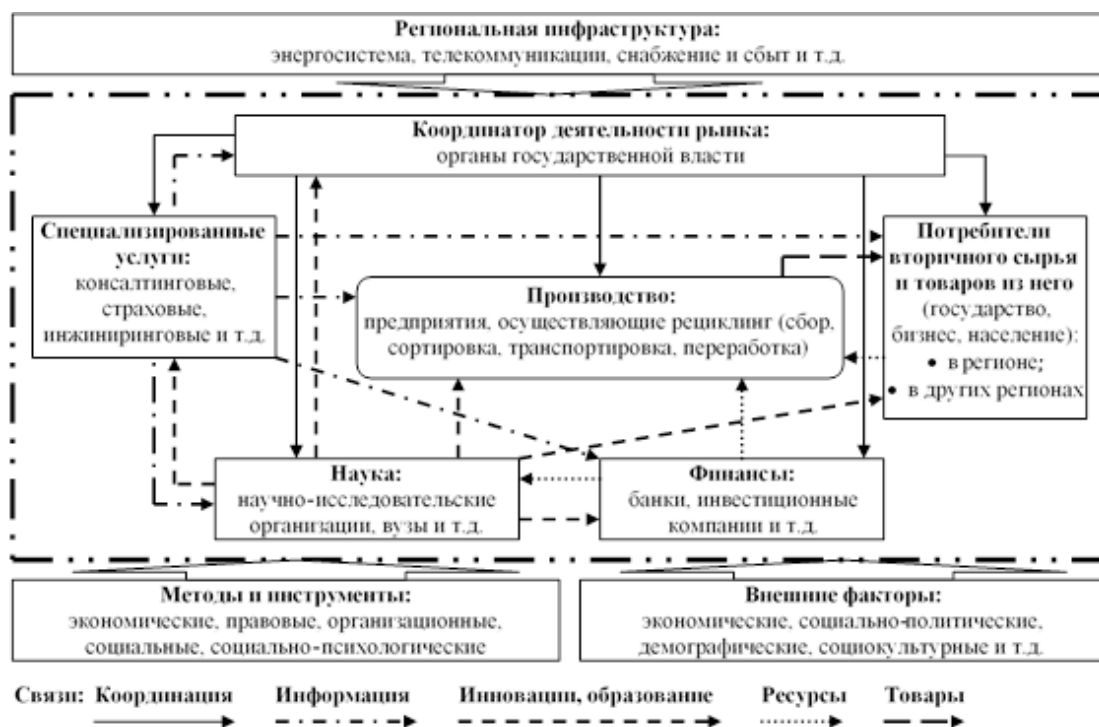 Региональная инфраструктура:
энергосистема, телекоммуникации, снабжение и сбыт и т.д.
Координатор деятельности рынка:
органы государственной власти
Специализированные
услуги:
консалтинговые,
страховые,
инжиниринговые и т.д.
Производство:
предприятия, осуществляющие рециклинг (сбор,
сортировка, транспортировка, переработка)
Потребители
вторичного сырья
и товаров из него
(государство,
бизнес, население):
• в регионе;
• в других регионах
Наука:
научно-исследовательские
организации, вузы и т.д.
Финансы:
банки, инвестиционные
компании и т.д.
Методы и инструменты:
экономические, правовые, организационные,
социальные, социально-психологические
Внешние факторы:
экономические, социально-политические,
демографические, социокультурные и т.д.
Связи: Координация Информация Инновации, образование Ресурсы Товары